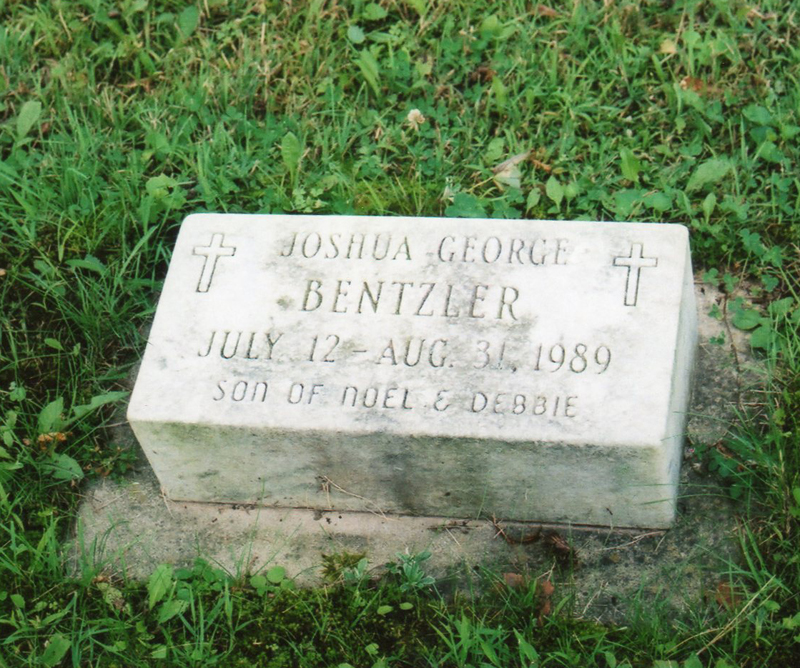 JOSHUA GEORGE
BENTZLER
JULY 12 - AUG. 31, 1989
SON OF NOEL & DEBBIE